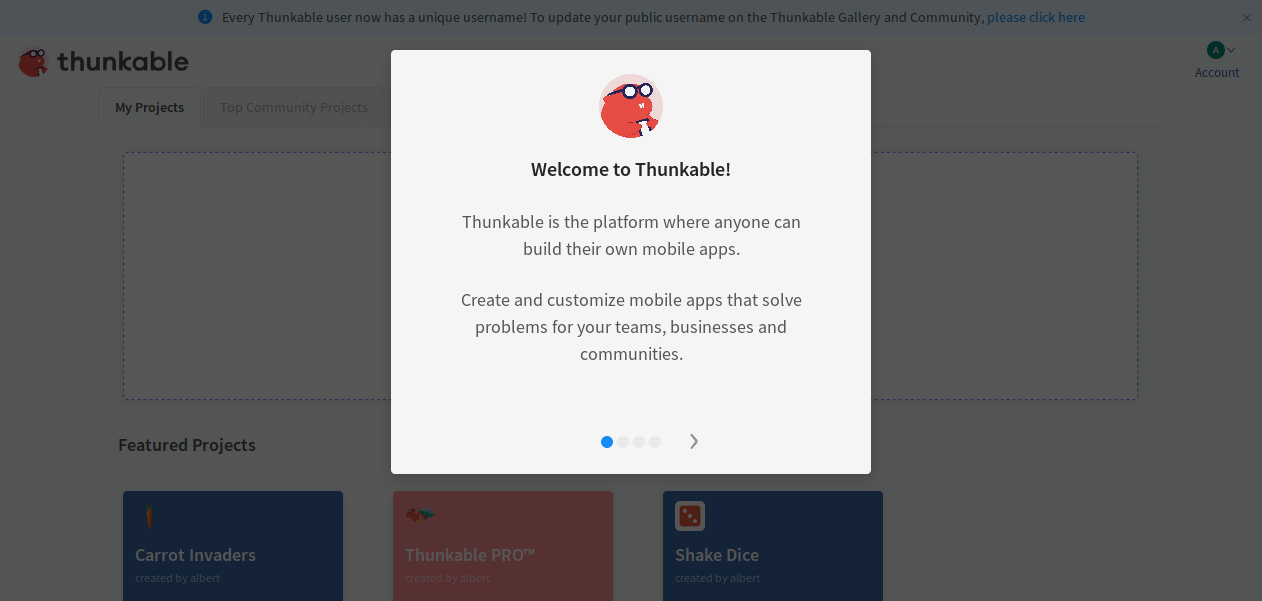 Every Thunkable user now has a unique username! To update your public username on the Thunkable Gallery and Community, please click here
thunkable
A
Account
My Projects
Top Community Projects
Welcome to Thunkable!
Thunkable is the platform where anyone can
build their own mobile apps.
Create and customize mobile apps that solve
problems for your teams, businesses and
communities.
Featured Projects
Carrot Invaders
created by albert
Thunkable PRO™
created by albert
Shake Dice
created by albert